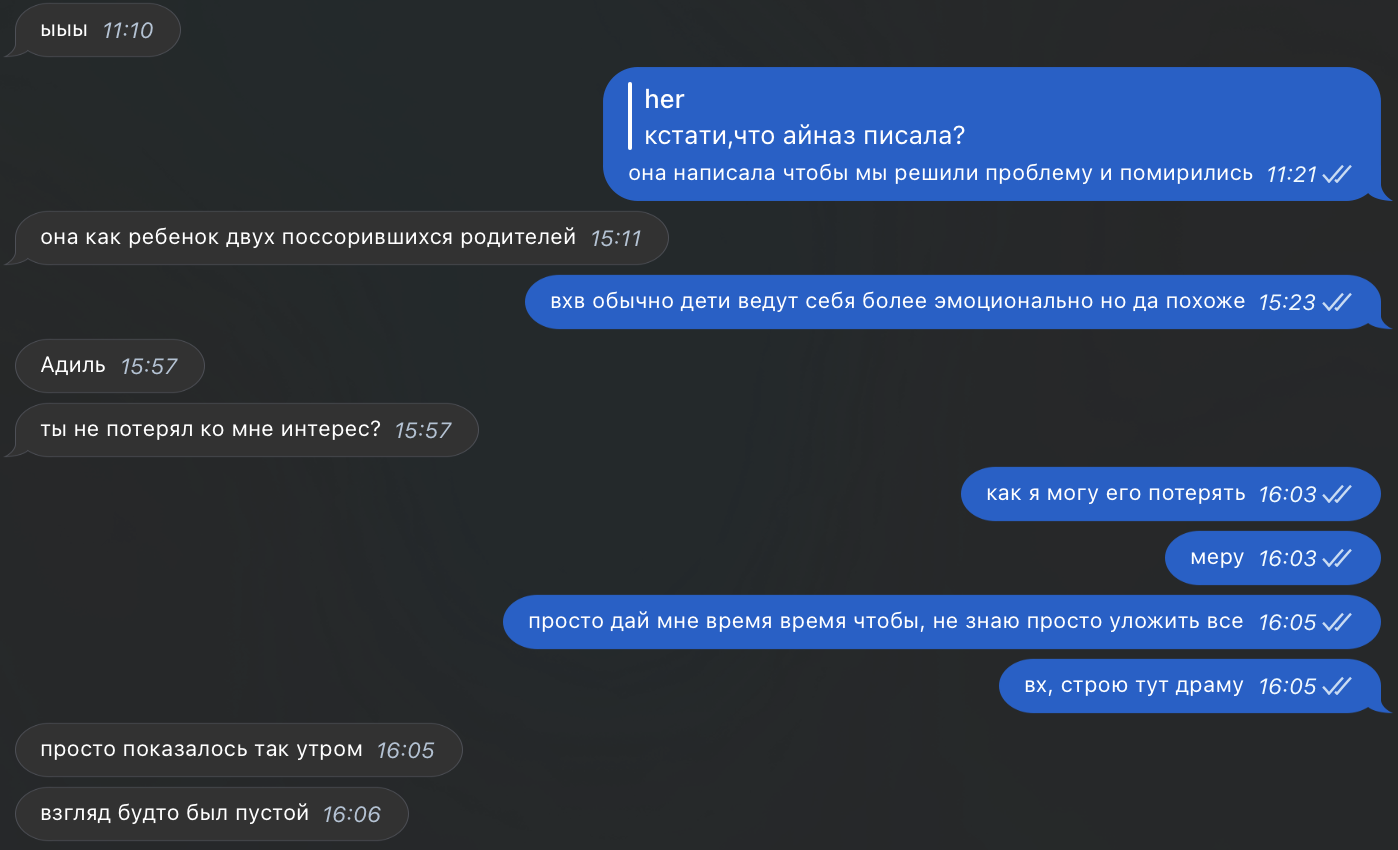 ыыы 11:10
her
кстати,что айназ писала?
она написала чтобы мы решили проблему и помирились 11:21
она как ребенок двух поссорившихся родителей 15:11
вхв обычно дети ведут себя более эмоционально но да похоже 15:23
Адиль 15:57
ты не потерял ко мне интерес? 15:57
как я могу его потерять 16:03
меру 16:03
просто дай мне время время чтобы, не знаю просто уложить все 16:05
вх, строю тут драму 16:05
просто показалось так утром 16:05
взгляд будто был пустой 16:06